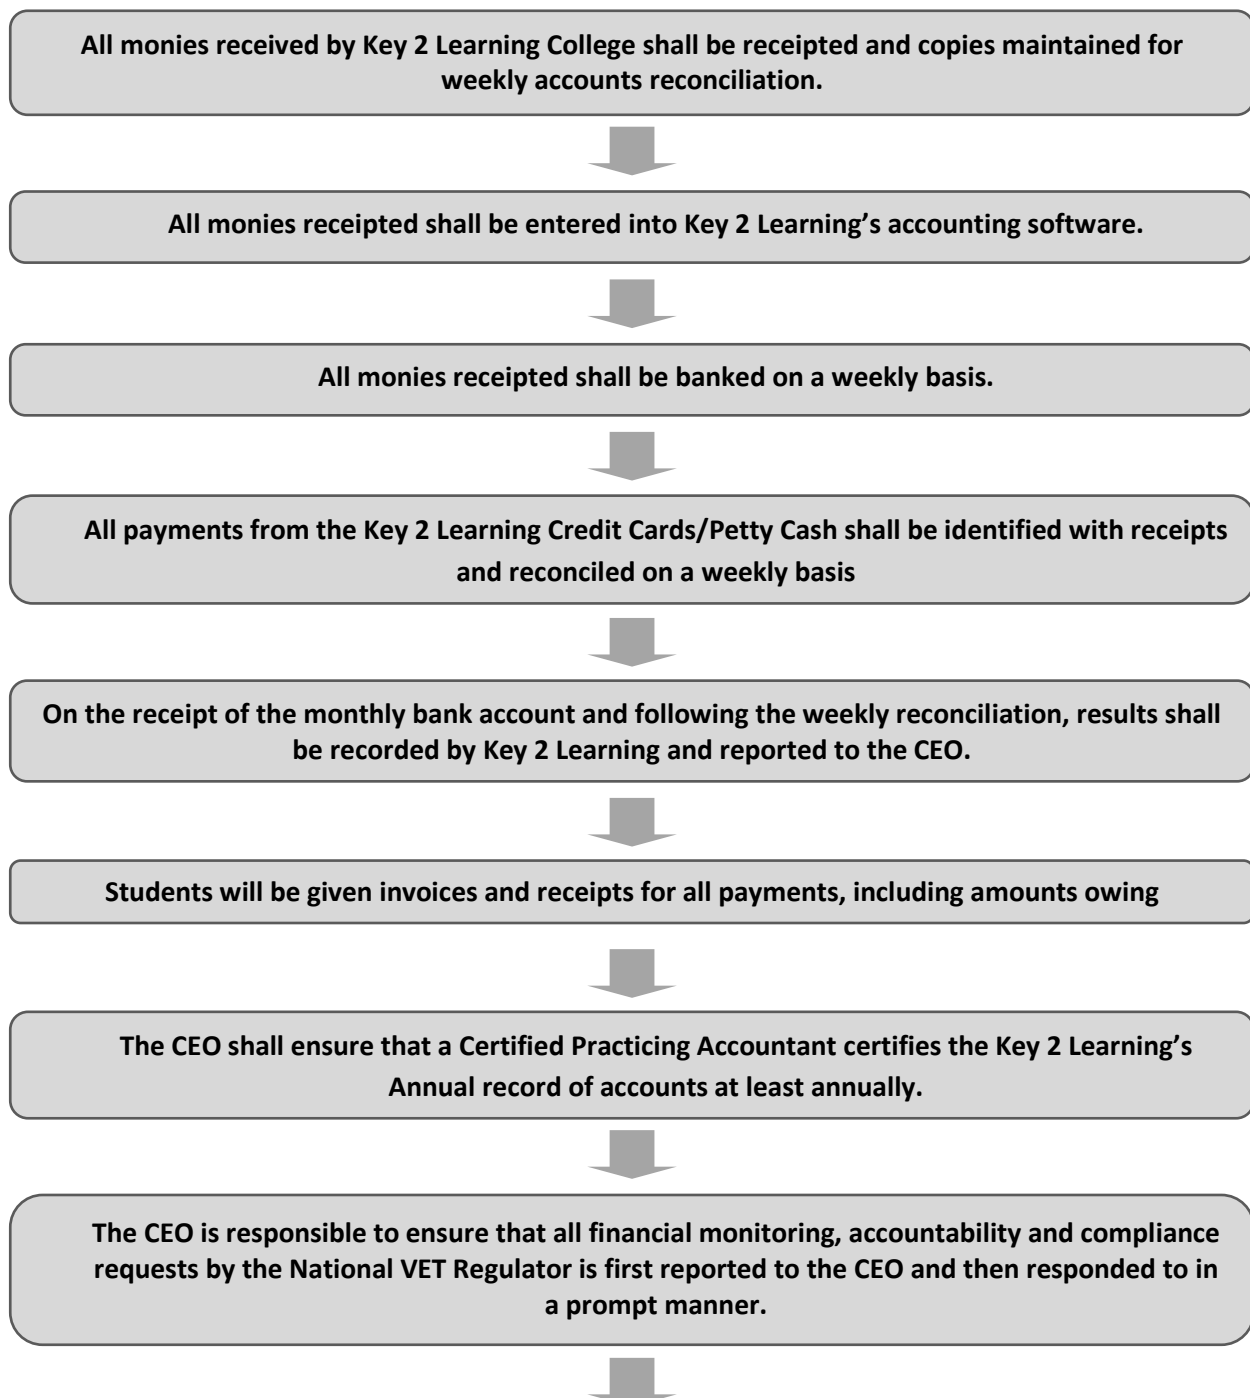 All monies received by Key 2 Learning College shall be receipted and copies maintained for
weekly accounts reconciliation.
All monies receipted shall be entered into Key 2 Learning’s accounting software.
All monies receipted shall be banked on a weekly basis.
All payments from the Key 2 Learning Credit Cards/Petty Cash shall be identified with receipts
and reconciled on a weekly basis
On the receipt of the monthly bank account and following the weekly reconciliation, results shall
be recorded by Key 2 Learning and reported to the CEO.
Students will be given invoices and receipts for all payments, including amounts owing
The CEO shall ensure that a Certified Practicing Accountant certifies the Key 2 Learning’s
Annual record of accounts at least annually.
The CEO is responsible to ensure that all financial monitoring, accountability and compliance
requests by the National VET Regulator is first reported to the CEO and then responded to in
a prompt manner.